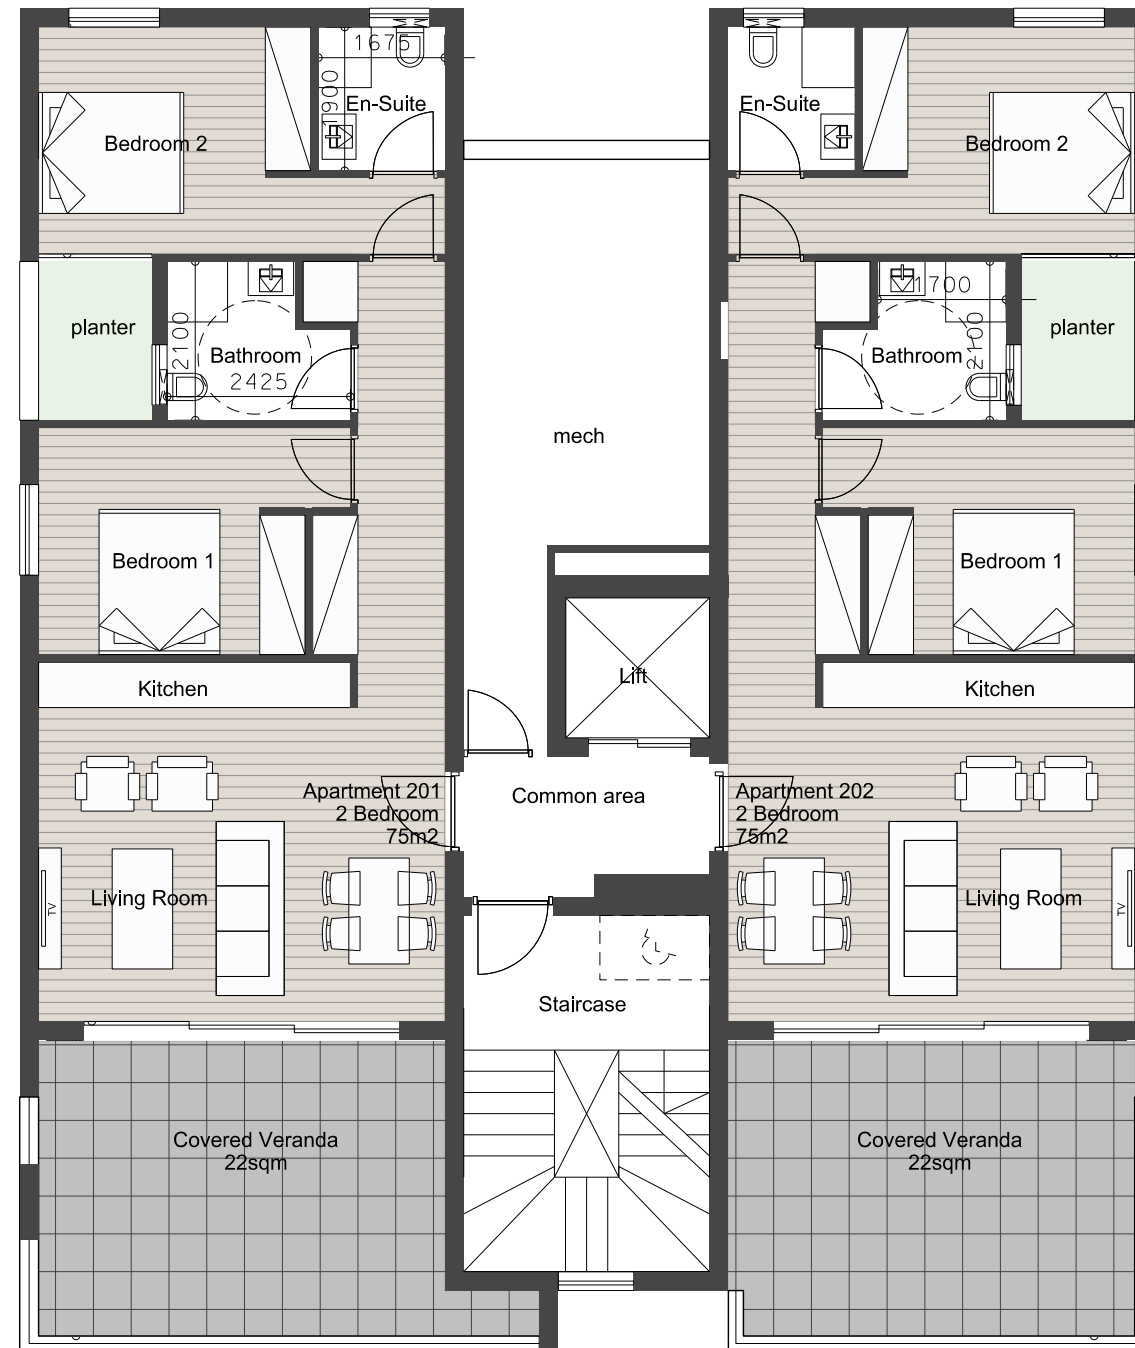 1675
1900
En-Suite
En-Suite
Bedroom 2
Bedroom 2
planter
2100
Bathroom
2425
1700
2100
Bathroom
planter
mech
Bedroom 1
Bedroom 1
Kitchen
Lift
Kitchen
Apartment 201
2 Bedroom
75m2
Common area
Apartment 202
2 Bedroom
75m2
TV
Living Room
Living Room
TV
Staircase
Covered Veranda
22sqm
Covered Veranda
22sqm